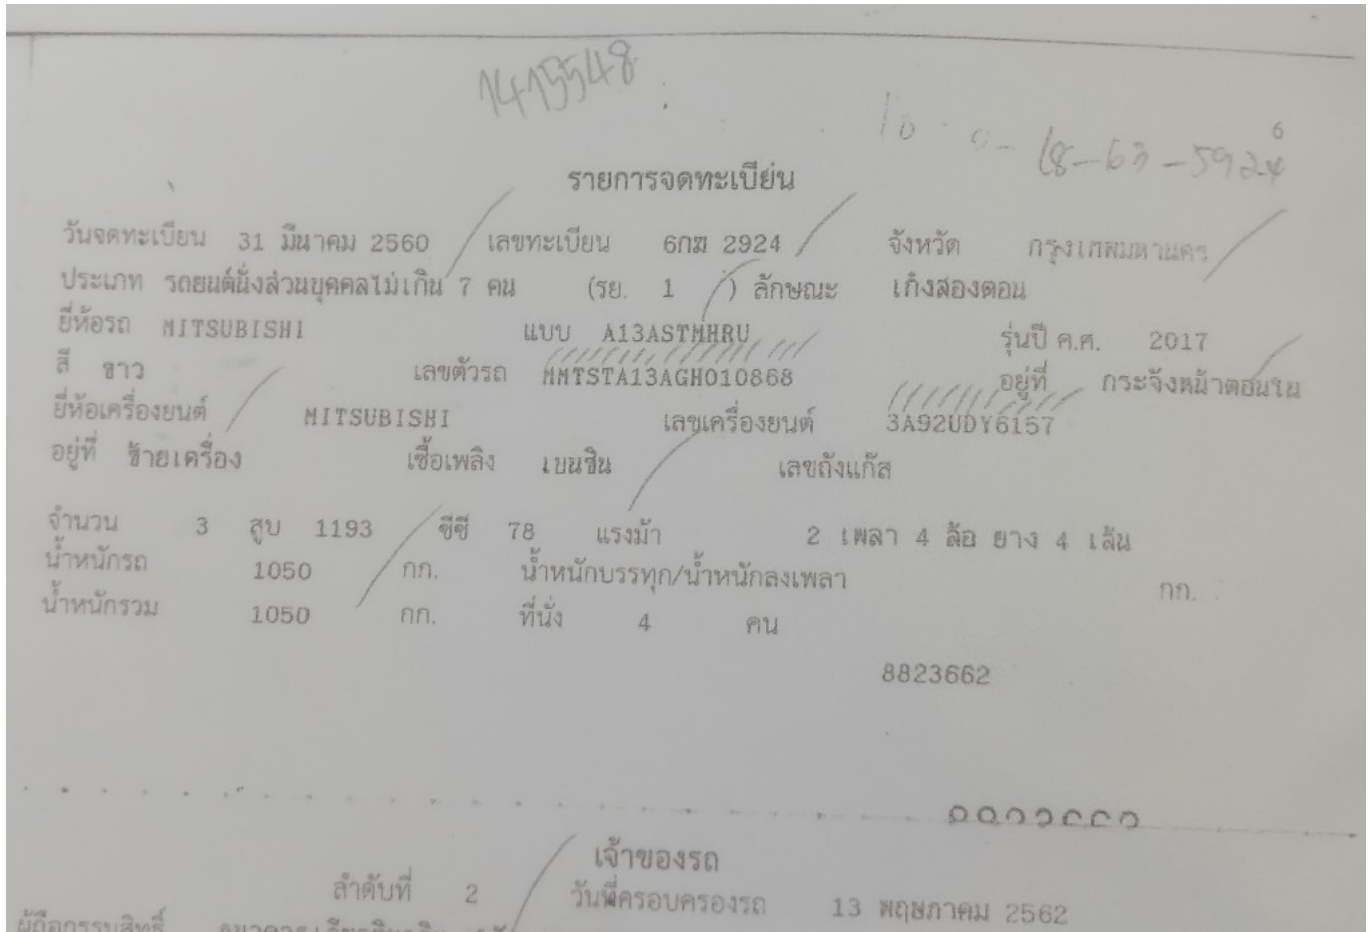 1415548
6
18-63-5924
รายการจดทะเบียน
วันจดทะเบียน 31 มีนาคม 2560 เลขทะเบียน 6กฆ 2924 จังหวัด กรุงเทพมหานคร
ประเภท รถยนต์นั่งส่วนบุคคลไม่เกิน 7 คน (รย. 1 ) ลักษณะ เก๋งสองตอน
ยี่ห้อรถ MITSUBISHI แบบ A13ASTMHRU รุ่นปี ค.ศ. 2017
สี ขาว เลขตัวรถ MMTSTA13AGH010868 อยู่ที่ กระจังหน้าตอนใน
ยี่ห้อเครื่องยนต์ MITSUBISHI เลขเครื่องยนต์ 3A92UDY6157
อยู่ที่ ซ้ายเครื่อง เชื้อเพลิง เบนซิน เลขถังแก๊ส
จำนวน 3 สูบ 1193 ซีซี 78 แรงม้า 2 เพลา 4 ล้อ ยาง 4 เส้น
น้ำหนักรถ 1050 กก. น้ำหนักบรรทุก/น้ำหนักลงเพลา กก.
น้ำหนักรวม 1050 กก. ที่นั่ง 4 คน
8823662
เจ้าของรถ
ลำดับที่ 2 วันที่ครอบครองรถ 13 พฤษภาคม 2562
ผู้ถือกรรมสิทธิ์